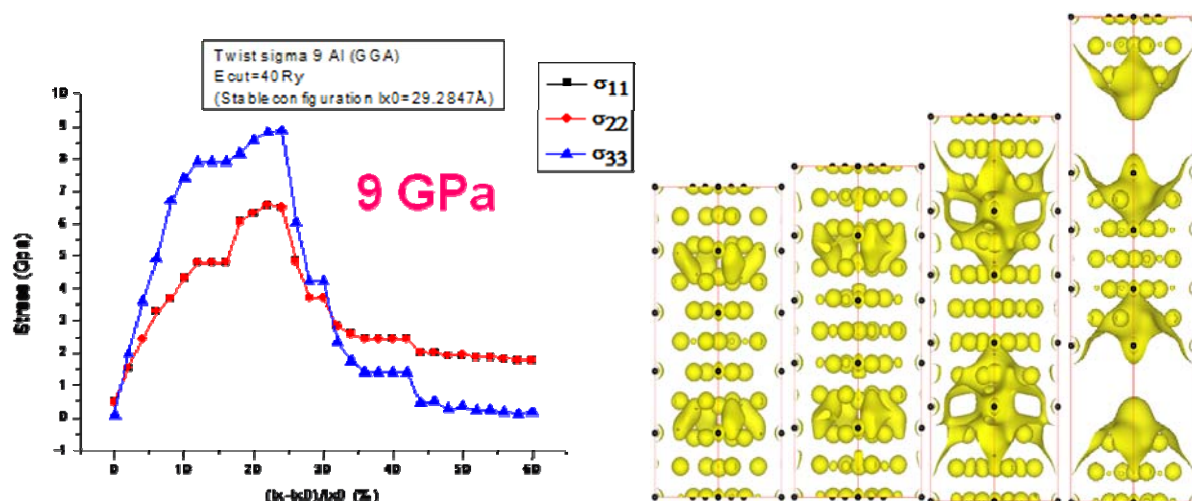 Twist sigma 9 Al (GGA)
Ecut=40Ry
(Stable configuration lx0=29.2847Å)
σ11
σ22
σ33
9 GPa
10
9
8
7
6
5
4
3
2
1
0
-1
Stress (Gpa)
0
10
20
30
40
50
60
(lx-lx0)/lx0 (%)